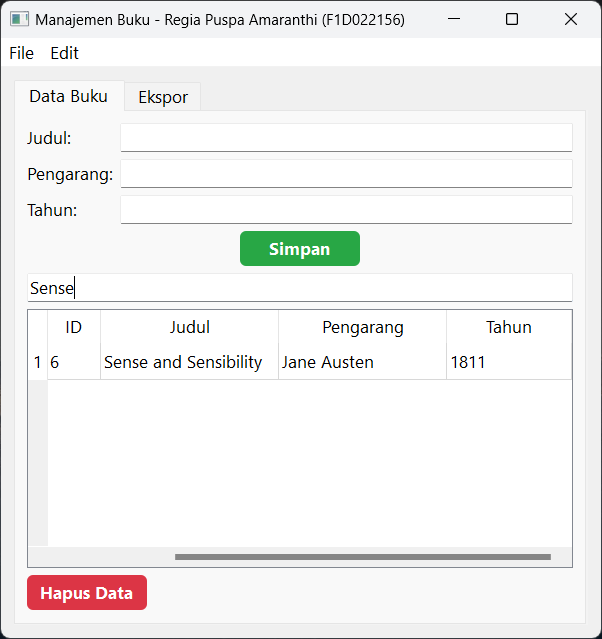 Manajemen Buku - Regia Puspa Amaranthi (F1D022156)
File Edit
Data Buku Ekspor
Judul:
Pengarang:
Tahun:
Simpan
Sense
ID Judul Pengarang Tahun
1 6 Sense and Sensibility Jane Austen 1811
Hapus Data